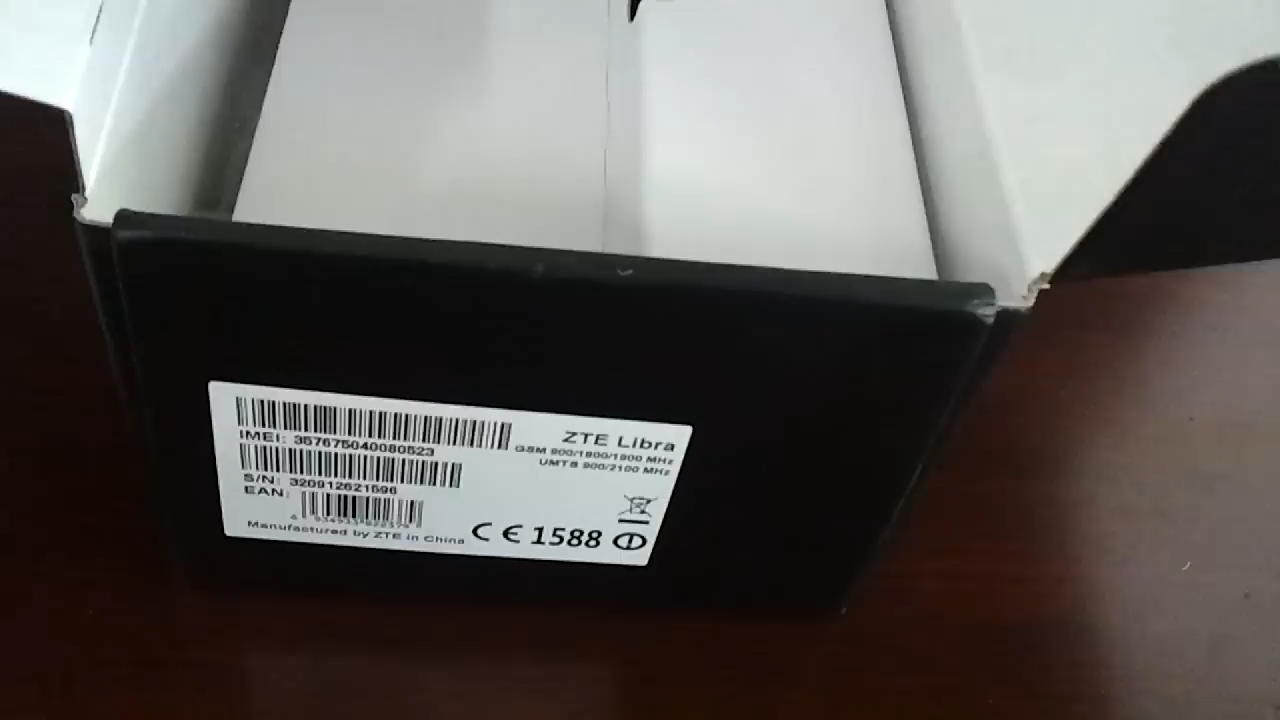 ZTE Libra
IMEI: 357675040080523
GSM 900/1800/1900 MHz
UMTS 900/2100 MHz
S/N: 320912621596
EAN:
Manufactured by ZTE in China
CE 1588